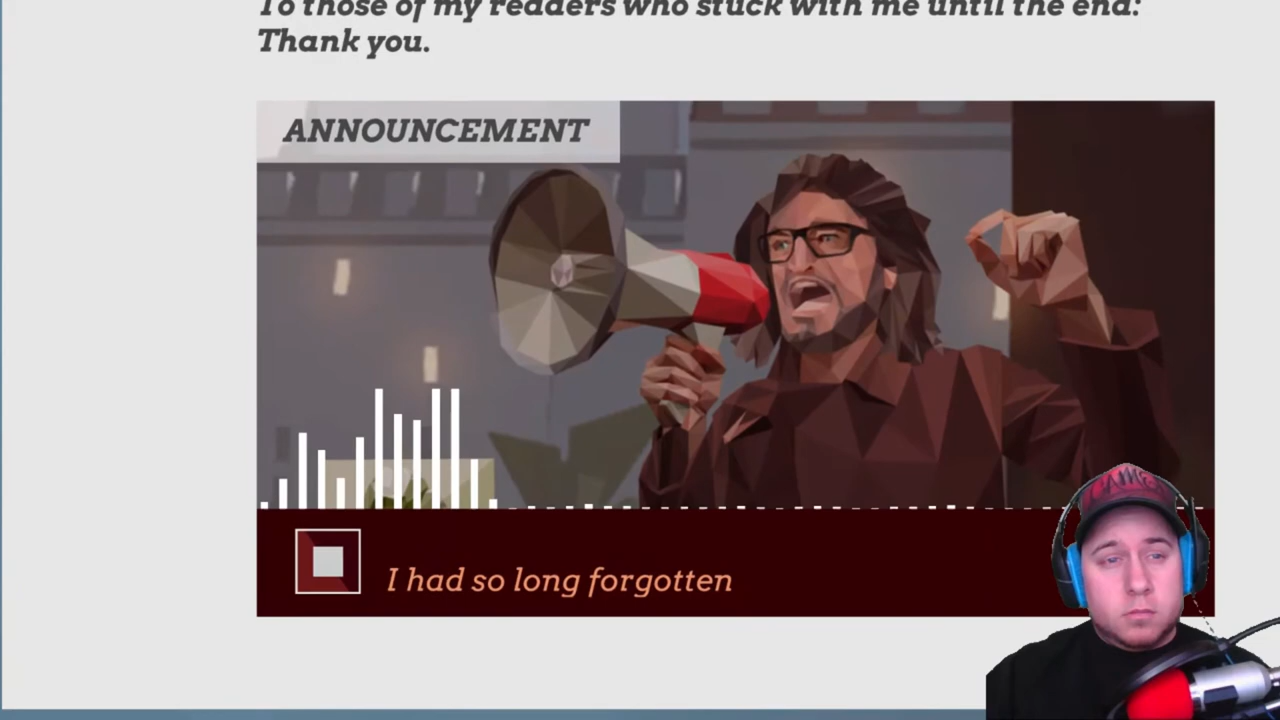 To those of my readers who stuck with me until the end:
Thank you.
ANNOUNCEMENT
I had so long forgotten